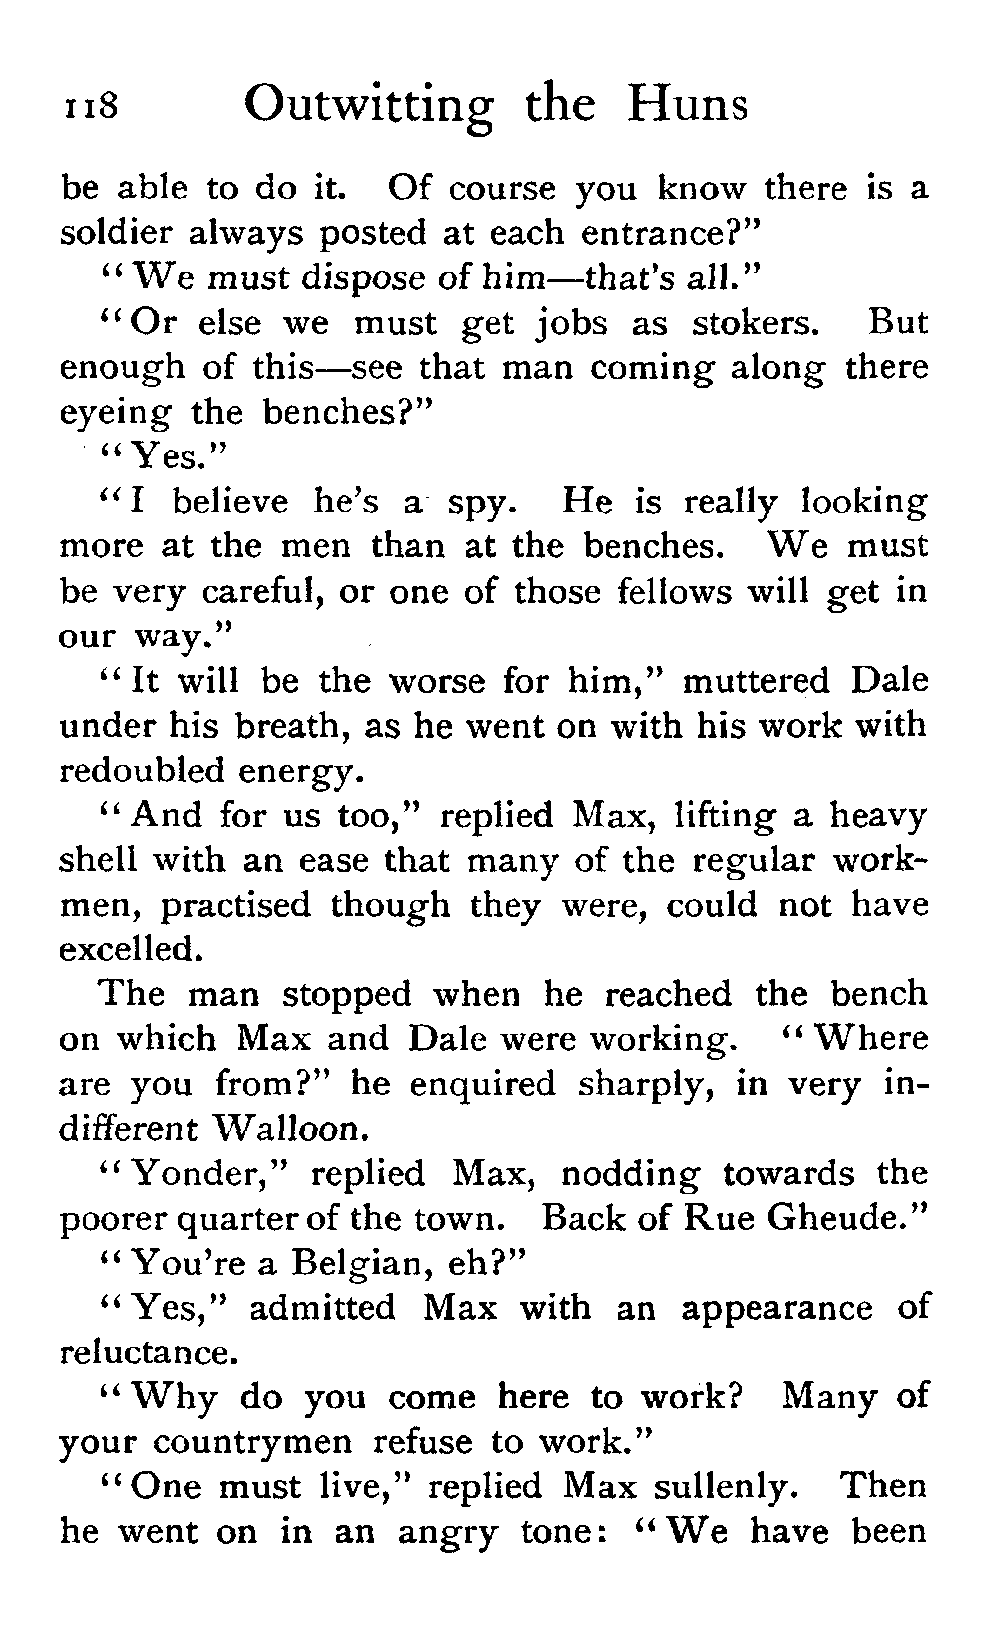 118 Outwitting the Huns
be able to do it. Of course you know there is a
soldier always posted at each entrance?"
"We must dispose of him—that's all."
"Or else we must get jobs as stokers. But
enough of this—see that man coming along there
eyeing the benches?"
"Yes."
"I believe he's a spy. He is really looking
more at the men than at the benches. We must
be very careful, or one of those fellows will get in
our way."
"It will be the worse for him," muttered Dale
under his breath, as he went on with his work with
redoubled energy.
"And for us too," replied Max, lifting a heavy
shell with an ease that many of the regular work-
men, practised though they were, could not have
excelled.
The man stopped when he reached the bench
on which Max and Dale were working. "Where
are you from?" he enquired sharply, in very in-
different Walloon.
"Yonder," replied Max, nodding towards the
poorer quarter of the town. Back of Rue Gheude."
"You're a Belgian, eh?"
"Yes," admitted Max with an appearance of
reluctance.
"Why do you come here to work? Many of
your countrymen refuse to work."
"One must live," replied Max sullenly. Then
he went on in an angry tone: "We have been